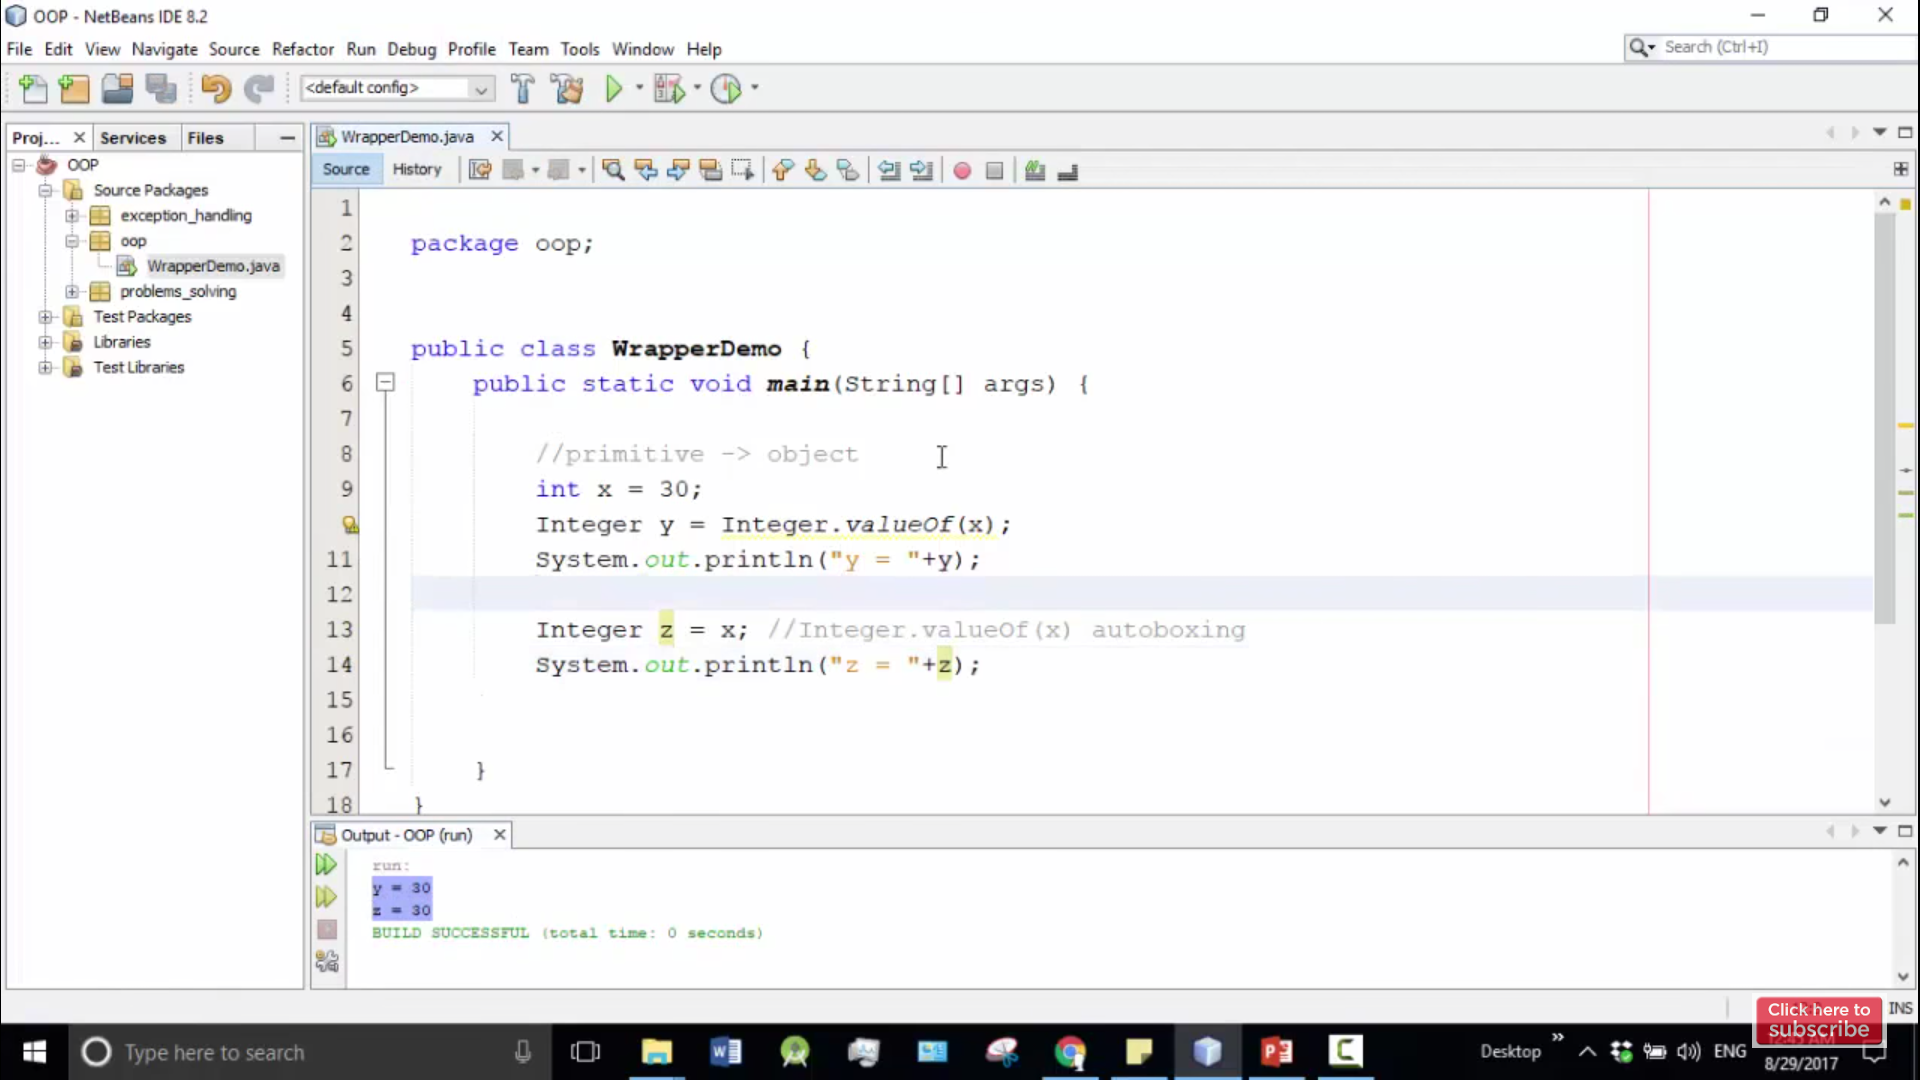 OOP - NetBeans IDE 8.2
File Edit View Navigate Source Refactor Run Debug Profile Team Tools Window Help
Search (Ctrl+I)
<default config>
Proj... Services Files
WrapperDemo.java
Source History
OOP
Source Packages
exception_handling
oop
WrapperDemo.java
problems_solving
Test Packages
Libraries
Test Libraries
1
2 package oop;
3
4
5 public class WrapperDemo {
6 public static void main(String[] args) {
7
8 //primitive -> object
9 int x = 30;
Integer y = Integer.valueOf(x);
11 System.out.println("y = "+y);
12
13 Integer z = x; //Integer.valueOf(x) autoboxing
14 System.out.println("z = "+z);
15
16
17 }
18 }
Output - OOP (run)
run:
y = 30
z = 30
BUILD SUCCESSFUL (total time: 0 seconds)
INS
Click here to
subscribe
Type here to search
Desktop
ENG
8/29/2017